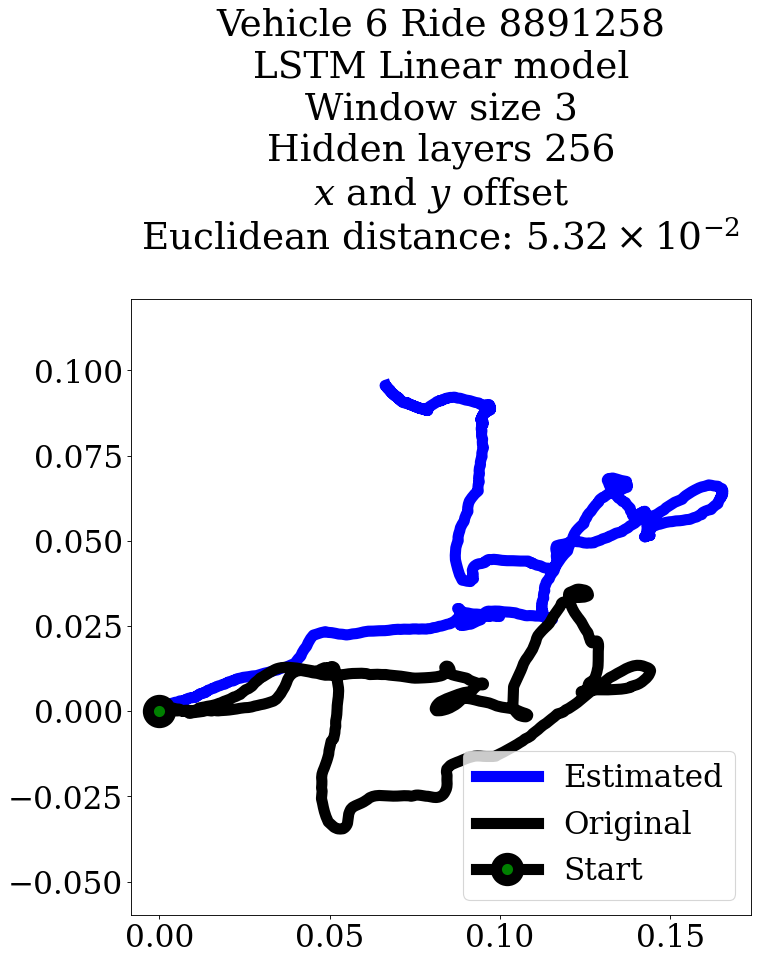 Vehicle 6 Ride 8891258
LSTM Linear model
Window size 3
Hidden layers 256
x and y offset
Euclidean distance: 5.32 × 10⁻²
0.100
0.075
0.050
0.025
0.000
−0.025
−0.050
Estimated
Original
Start
0.00 0.05 0.10 0.15